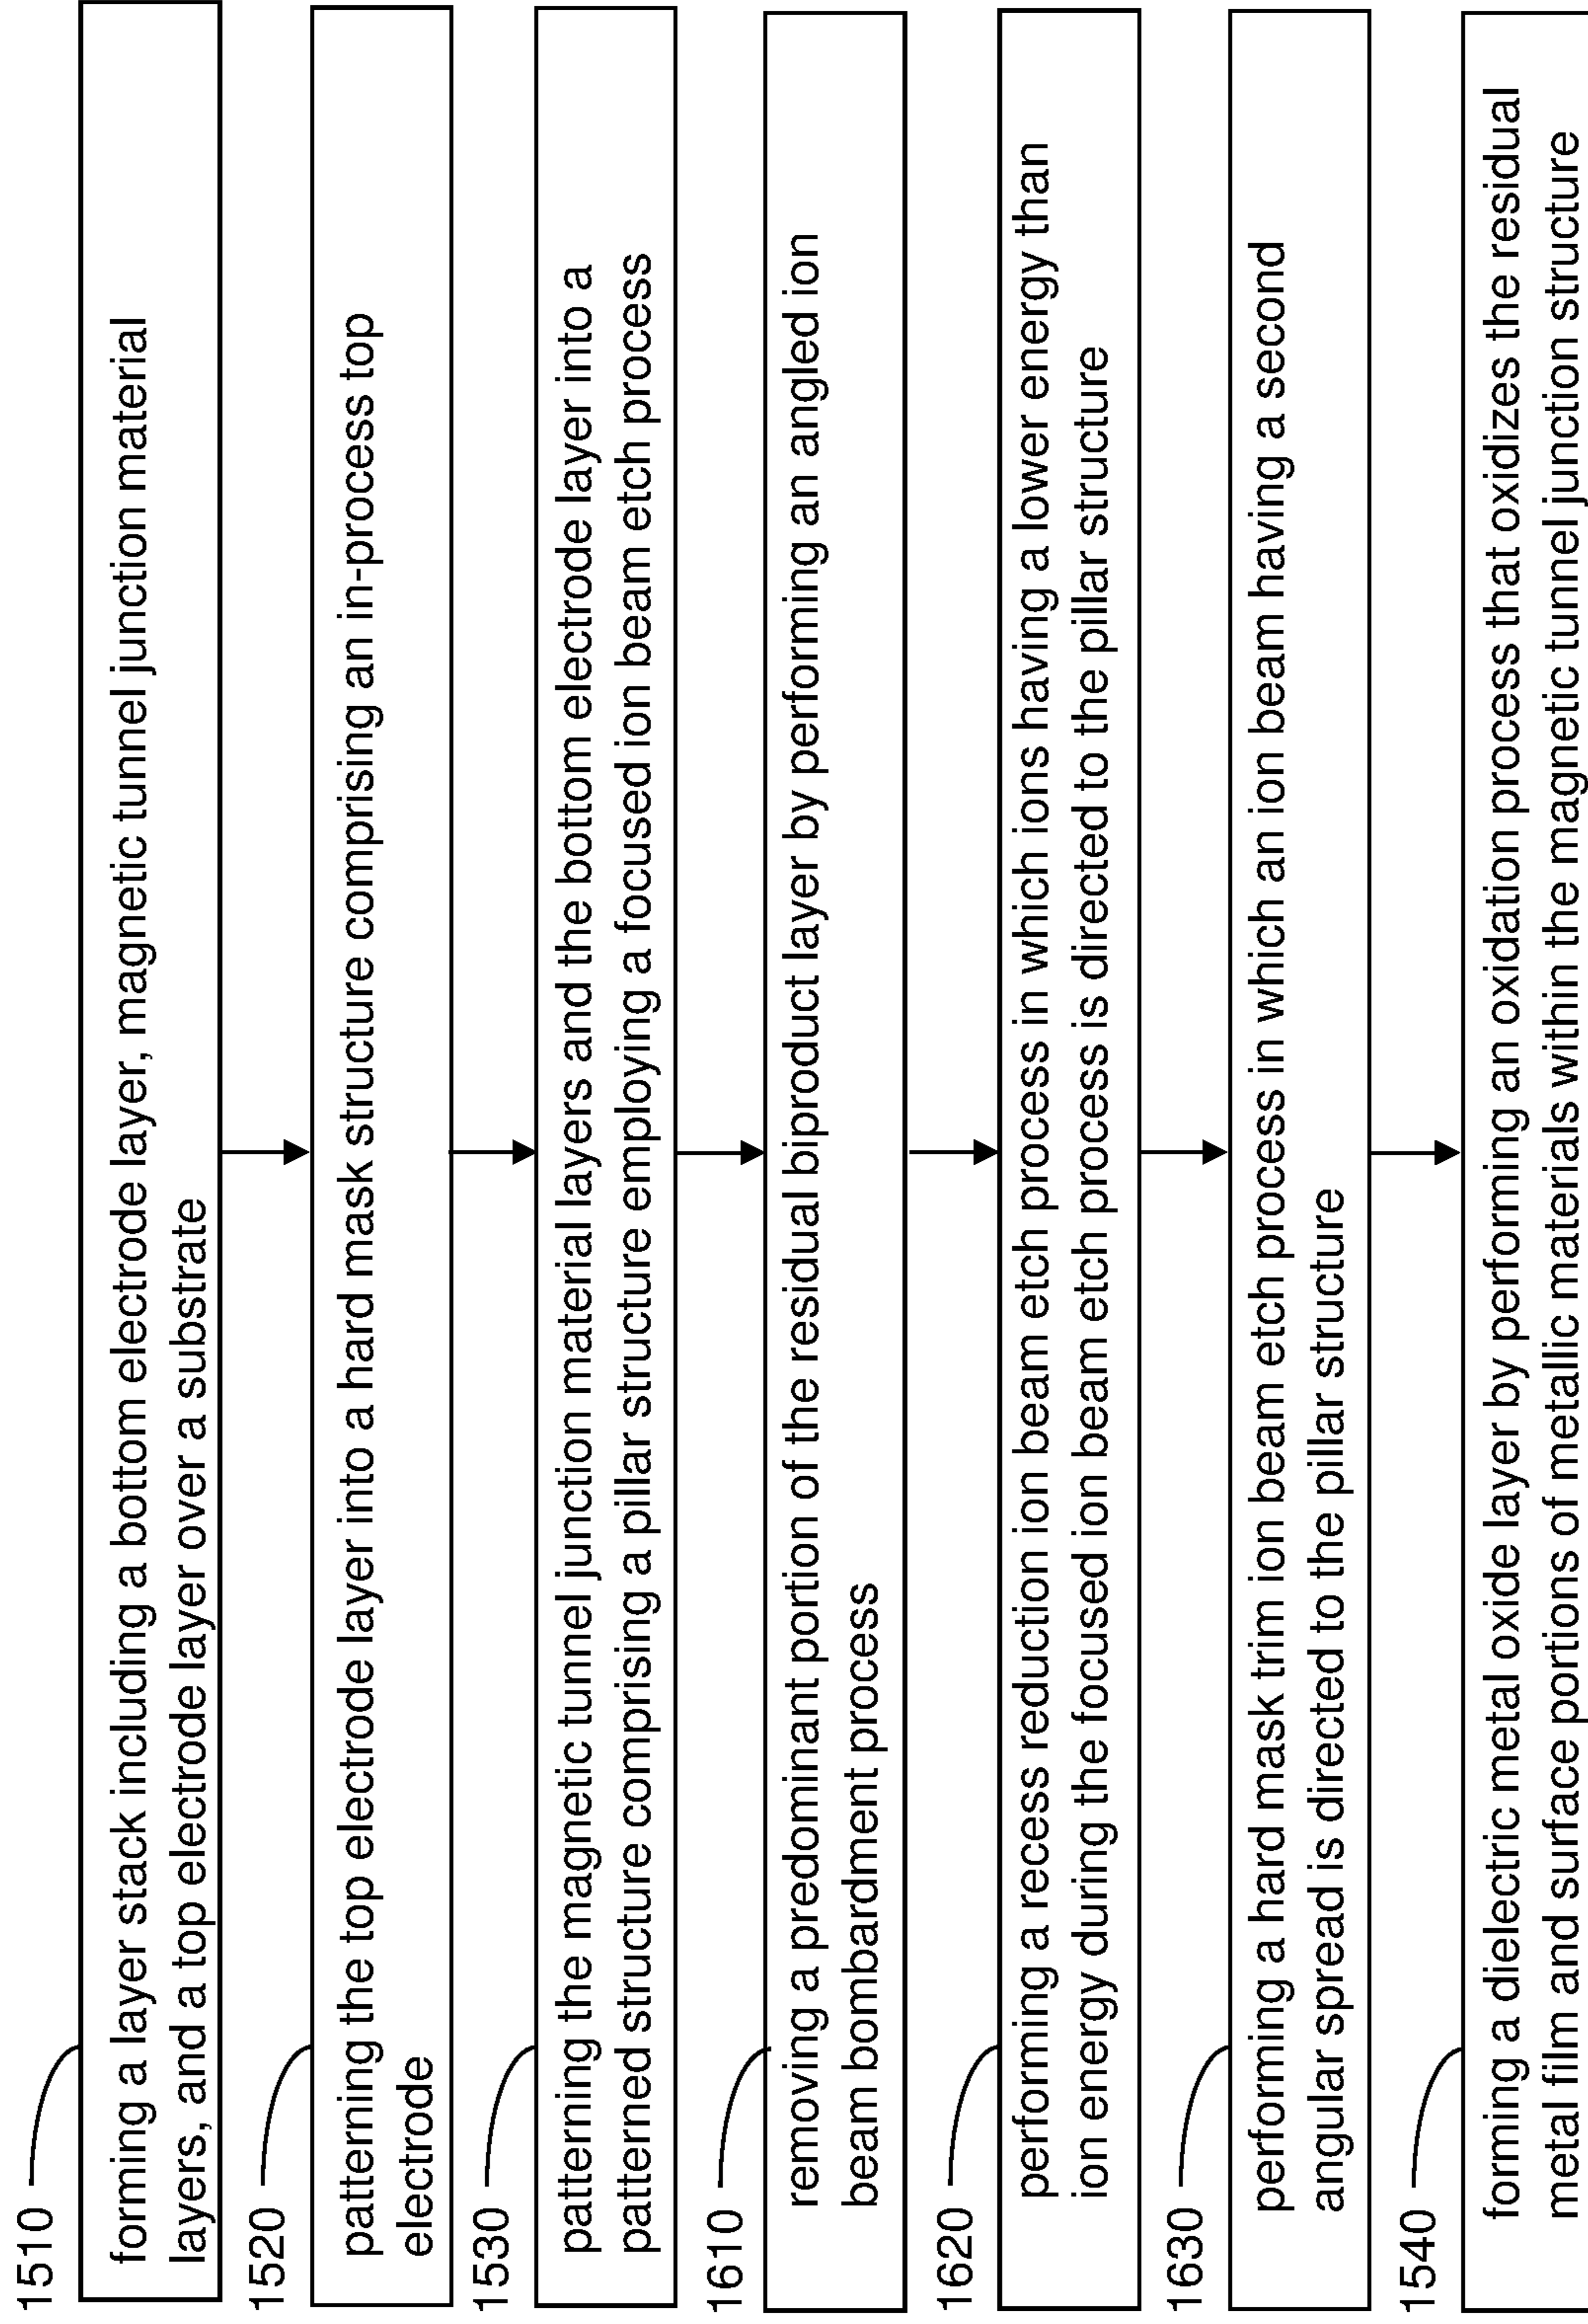 1510
forming a layer stack including a bottom electrode layer, magnetic tunnel junction material
layers, and a top electrode layer over a substrate
1520
patterning the top electrode layer into a hard mask structure comprising an in-process top
electrode
1530
patterning the magnetic tunnel junction material layers and the bottom electrode layer into a
patterned structure comprising a pillar structure employing a focused ion beam etch process
1610
removing a predominant portion of the residual biproduct layer by performing an angled ion
beam bombardment process
1620
performing a recess reduction ion beam etch process in which ions having a lower energy than
ion energy during the focused ion beam etch process is directed to the pillar structure
1630
performing a hard mask trim ion beam etch process in which an ion beam having a second
angular spread is directed to the pillar structure
1540
forming a dielectric metal oxide layer by performing an oxidation process that oxidizes the residual
metal film and surface portions of metallic materials within the magnetic tunnel junction structure